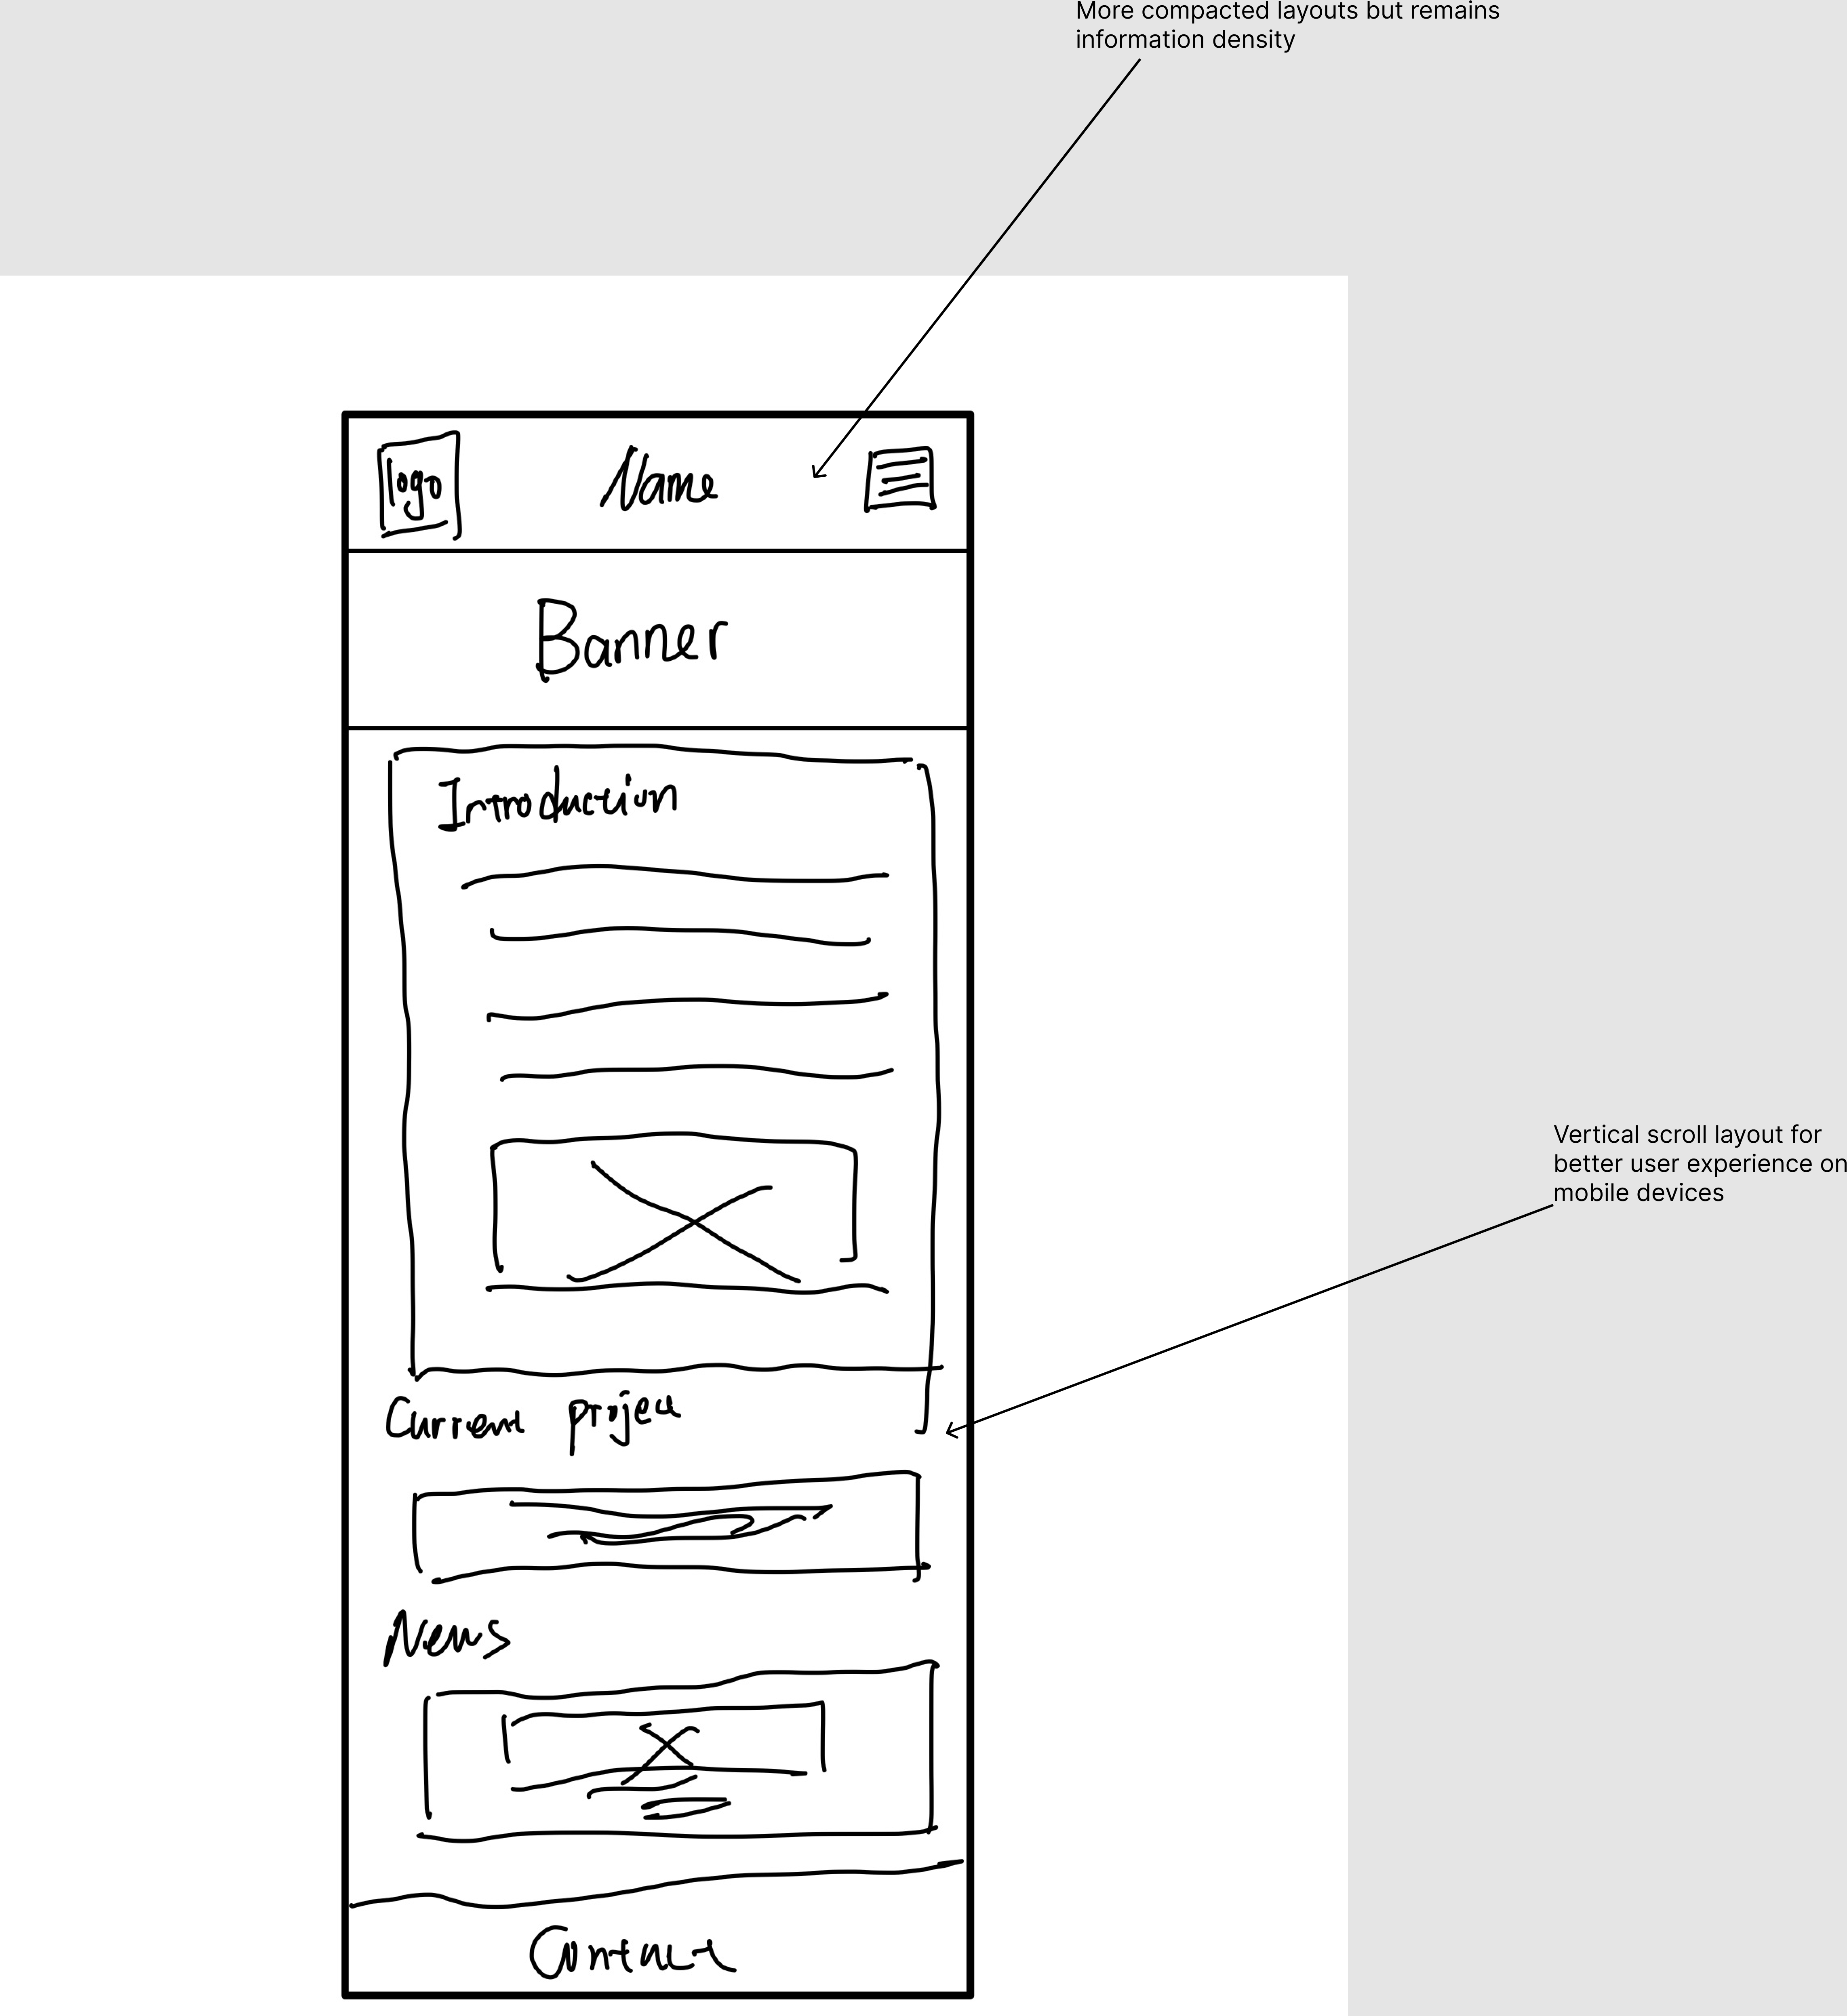 More compacted layouts but remains
information density
logo
Name
Banner
Introduction
Vertical scroll layout for
better user experience on
mobile devices
Current Project
News
Contact